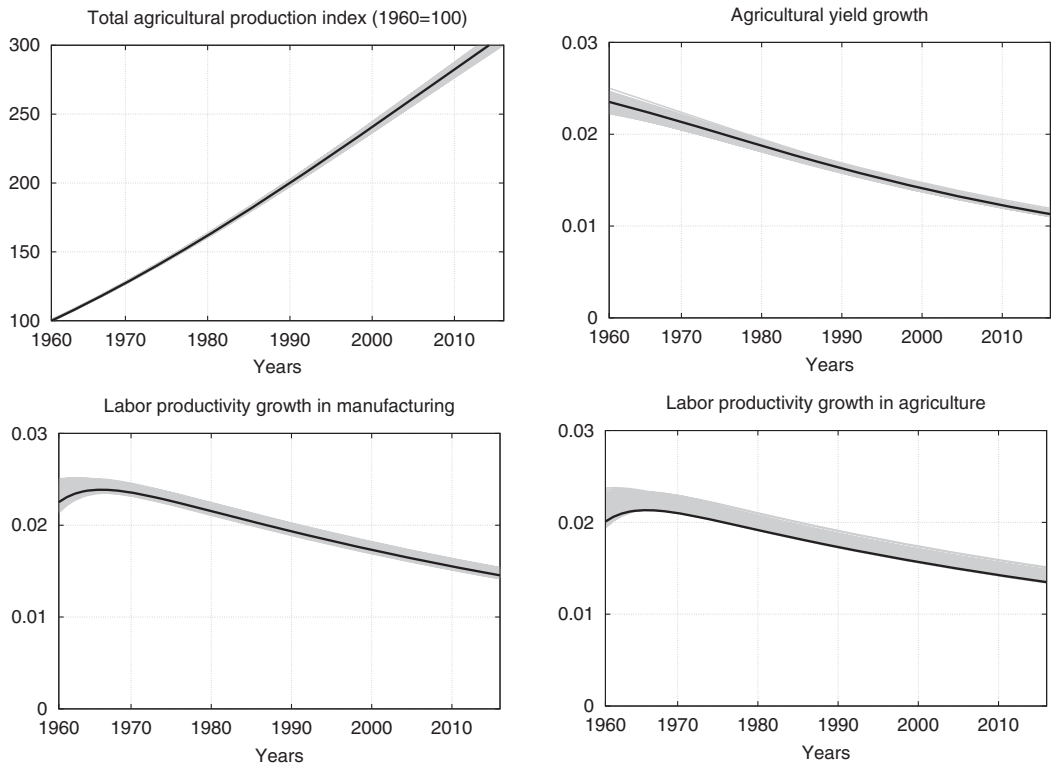 Total agricultural production index (1960=100)
300
250
200
150
100
1960 1970 1980 1990 2000 2010
Years
Agricultural yield growth
0.03
0.02
0.01
0
1960 1970 1980 1990 2000 2010
Years
Labor productivity growth in manufacturing
0.03
0.02
0.01
0
1960 1970 1980 1990 2000 2010
Years
Labor productivity growth in agriculture
0.03
0.02
0.01
0
1960 1970 1980 1990 2000 2010
Years